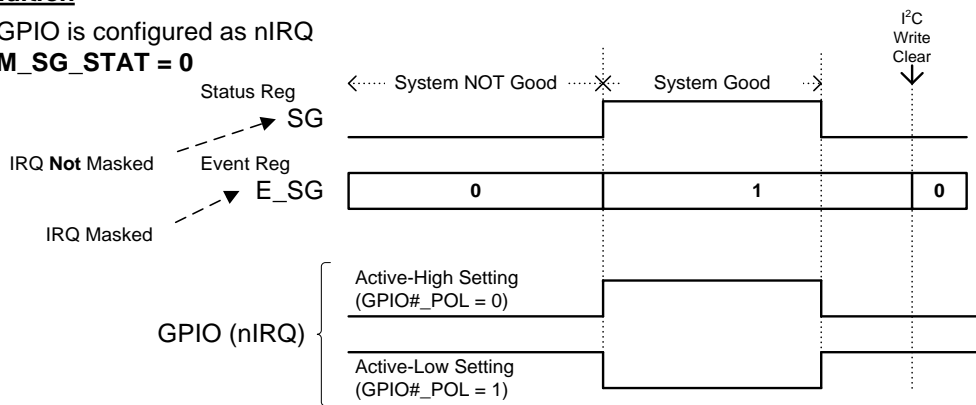 GPIO is configured as nIRQ
M_SG_STAT = 0
I²C
Write
Clear
System NOT Good
System Good
Status Reg
SG
IRQ Not Masked
Event Reg
E_SG
0
1
0
IRQ Masked
Active-High Setting
(GPIO#_POL = 0)
GPIO (nIRQ)
Active-Low Setting
(GPIO#_POL = 1)